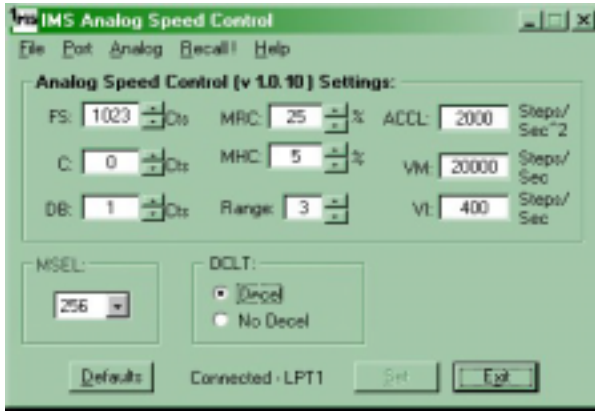 IMS Analog Speed Control
File Port Analog Recall! Help
Analog Speed Control (v 1.0.10) Settings:
FS: 1023 Cts MRC: 25 % ACCL: 2000 Steps/Sec^2
C: 0 Cts MHC: 5 % VM: 20000 Steps/Sec
DB: 1 Cts Range: 3 VI: 400 Steps/Sec
MSEL:
256
DCLT:
Decel
No Decel
Defaults Connected - LPT1 Set Exit